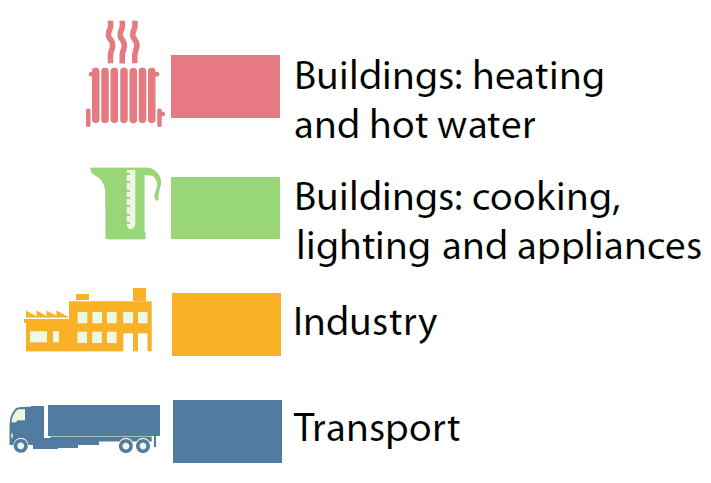 Buildings: heating
and hot water
Buildings: cooking,
lighting and appliances
Industry
Transport